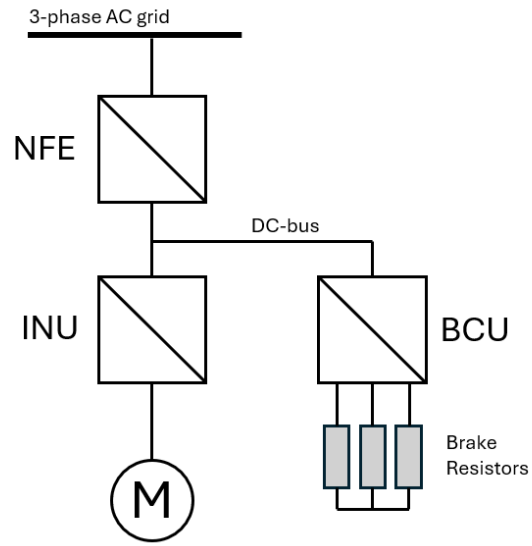 3-phase AC grid
NFE
DC-bus
INU
BCU
Brake
Resistors
M